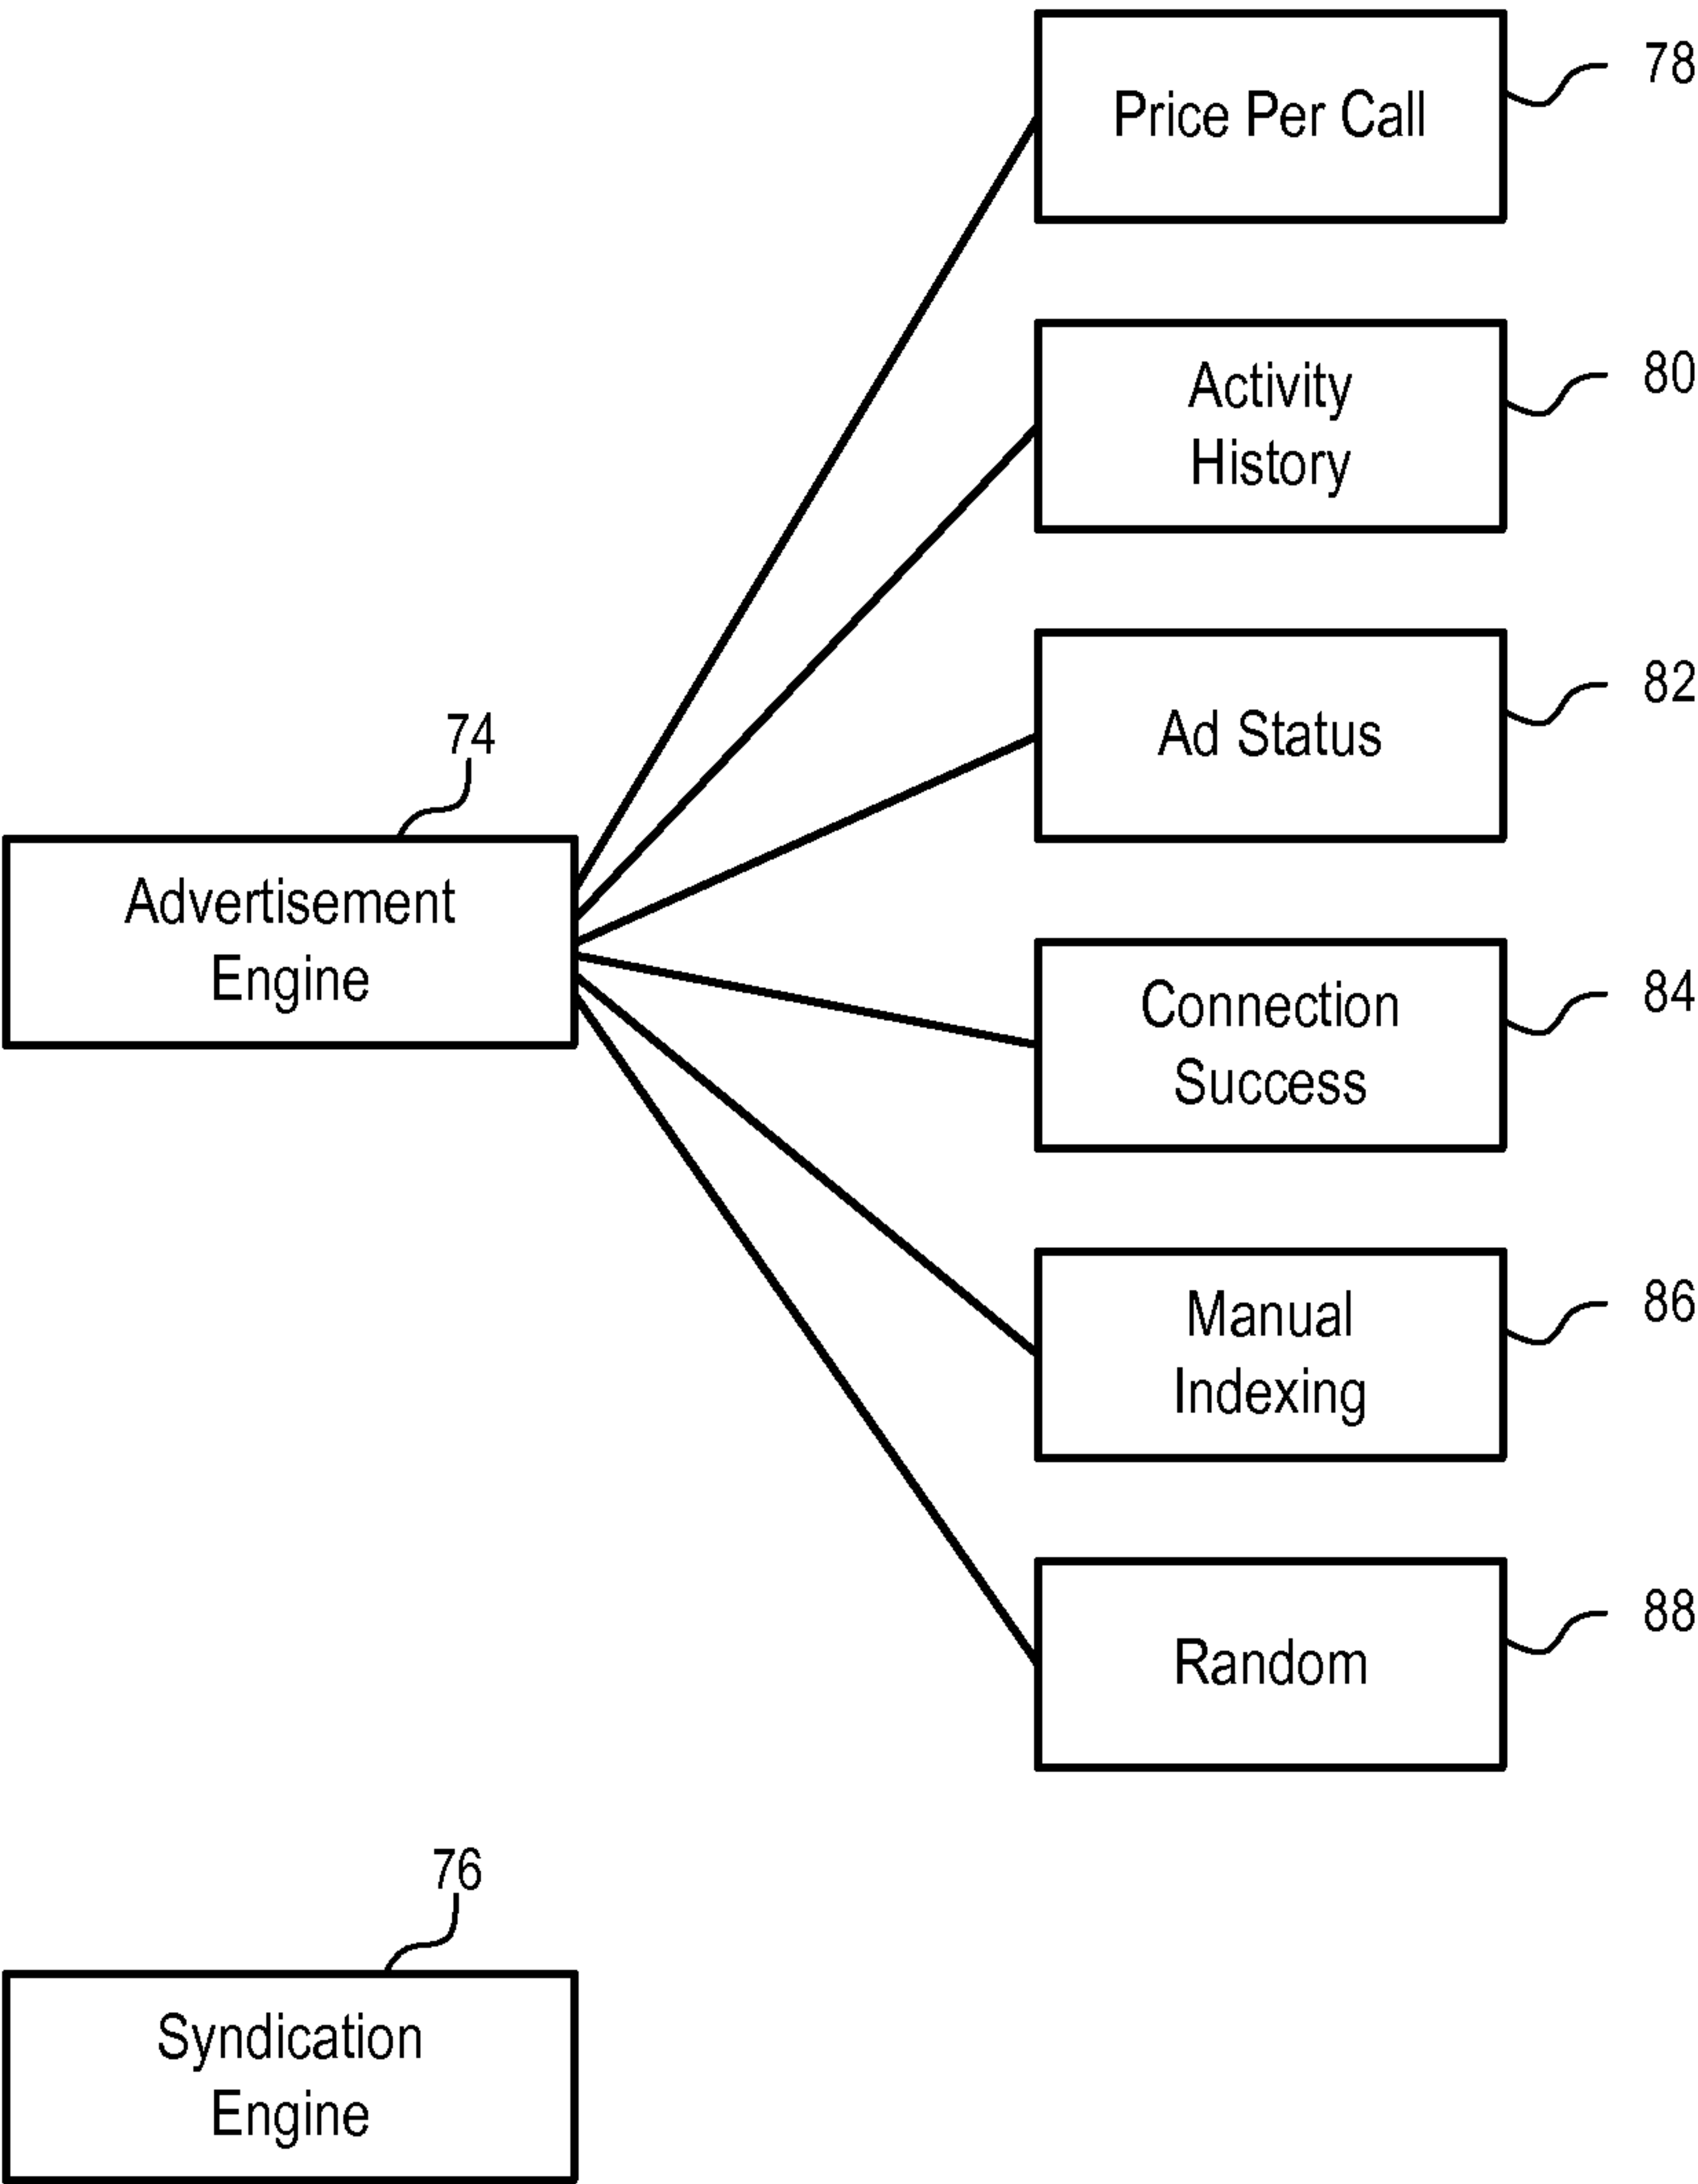 Price Per Call
78
Activity
History
80
Ad Status
82
74
Advertisement
Engine
Connection
Success
84
Manual
Indexing
86
Random
88
76
Syndication
Engine